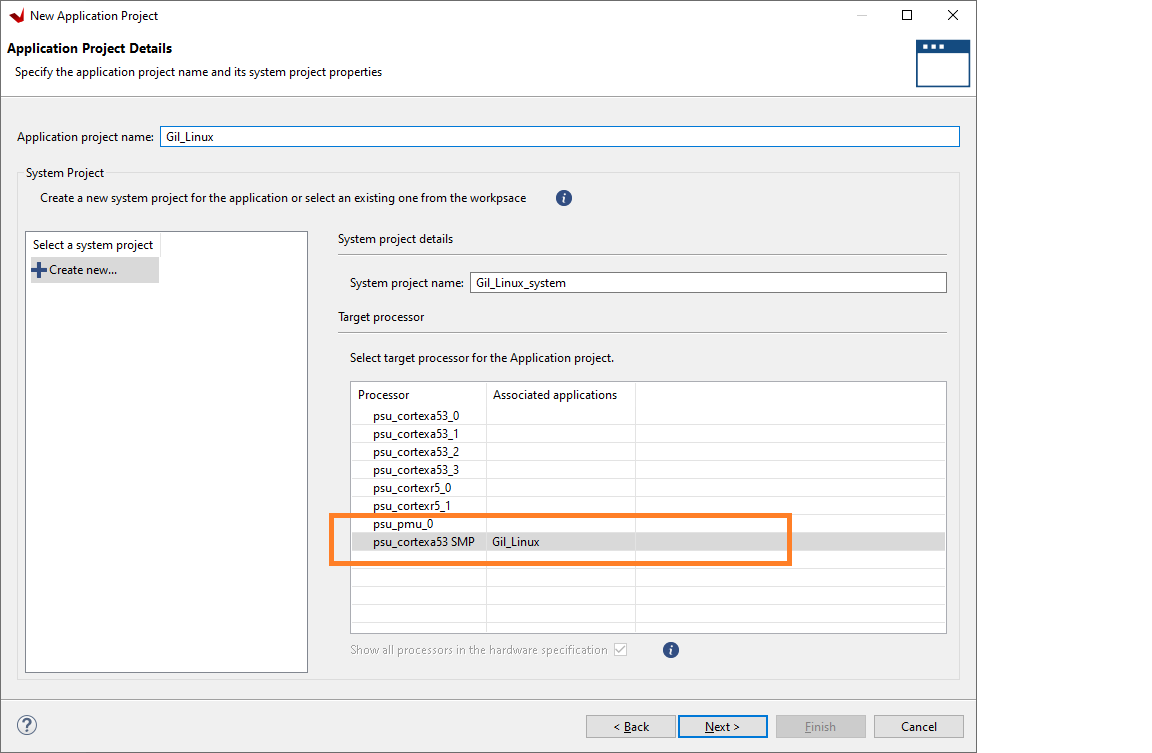 New Application Project
Application Project Details
Specify the application project name and its system project properties
Application project name: Gil_Linux
System Project
Create a new system project for the application or select an existing one from the workpsace
Select a system project
Create new...
System project details
System project name: Gil_Linux_system
Target processor
Select target processor for the Application project.
Processor Associated applications
psu_cortexa53_0
psu_cortexa53_1
psu_cortexa53_2
psu_cortexa53_3
psu_cortexr5_0
psu_cortexr5_1
psu_pmu_0
psu_cortexa53 SMP Gil_Linux
Show all processors in the hardware specification
< Back Next > Finish Cancel